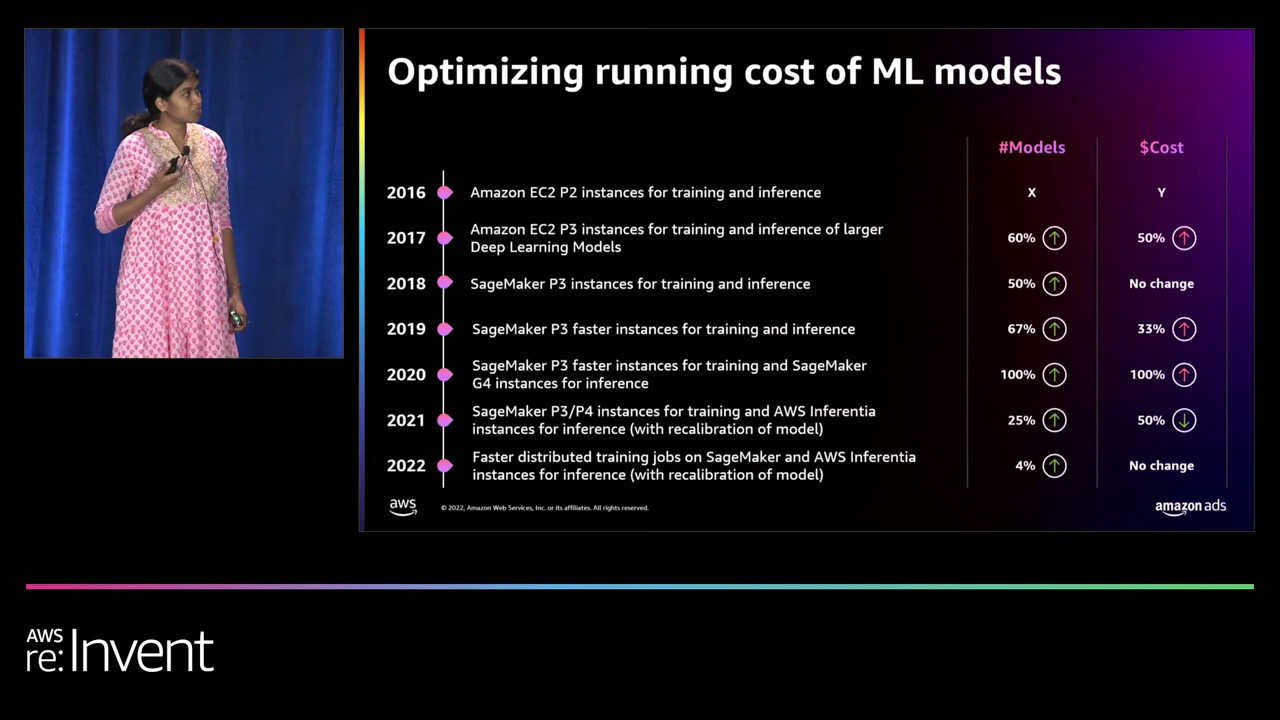 Optimizing running cost of ML models
#Models
$Cost
2016
Amazon EC2 P2 instances for training and inference
X
Y
2017
Amazon EC2 P3 instances for training and inference of larger
Deep Learning Models
60%
50%
2018
SageMaker P3 instances for training and inference
50%
No change
2019
SageMaker P3 faster instances for training and inference
67%
33%
2020
SageMaker P3 faster instances for training and SageMaker
G4 instances for inference
100%
100%
2021
SageMaker P3/P4 instances for training and AWS Inferentia
instances for inference (with recalibration of model)
25%
50%
2022
Faster distributed training jobs on SageMaker and AWS Inferentia
instances for inference (with recalibration of model)
4%
No change
aws
© 2022, Amazon Web Services, Inc. or its affiliates. All rights reserved.
amazon ads
AWS
re:Invent